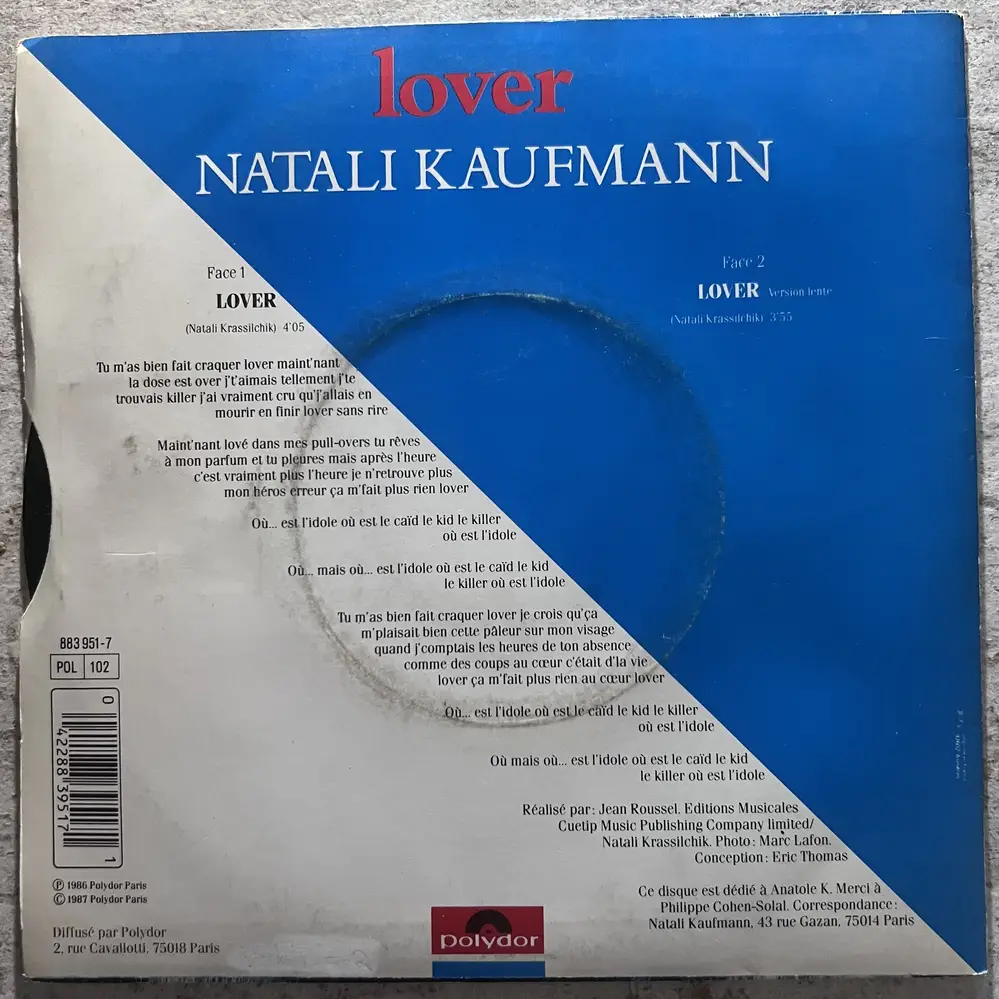 lover
NATALI KAUFMANN
Face 1
LOVER
(Natali Krassilchik) 4'05
Face 2
LOVER Version lente
(Natali Krassilchik) 3'55
Tu m'as bien fait craquer lover maint'nant
la dose est over j't'aimais tellement j'te
trouvais killer j'ai vraiment cru qu'j'allais en
mourir en finir lover sans rire
Maint'nant lové dans mes pull-overs tu rêves
à mon parfum et tu pleures mais après l'heure
c'est vraiment plus l'heure je n'retrouve plus
mon héros erreur ça m'fait plus rien lover
Où... est l'idole où est le caïd le kid le killer
où est l'idole
Où... mais où... est l'idole où est le caïd le kid
le killer où est l'idole
Tu m'as bien fait craquer lover je crois qu'ça
m'plaisait bien cette pâleur sur mon visage
quand j'comptais les heures de ton absence
comme des coups au cœur c'était d'la vie
lover ça m'fait plus rien au cœur lover
Où... est l'idole où est le caïd le kid le killer
où est l'idole
Où mais où... est l'idole où est le caïd le kid
le killer où est l'idole
Réalisé par : Jean Roussel. Editions Musicales
Cuetip Music Publishing Company limited/
Natali Krassilchik. Photo : Marc Lafon.
Conception : Eric Thomas
Ce disque est dédié à Anatole K. Merci à
Philippe Cohen-Solal. Correspondance :
Natali Kaufmann, 43 rue Gazan, 75014 Paris
883 951-7
POL 102
0 42288 39517 1
Ⓟ 1986 Polydor Paris
© 1987 Polydor Paris
Diffusé par Polydor
2, rue Cavallotti, 75018 Paris
polydor